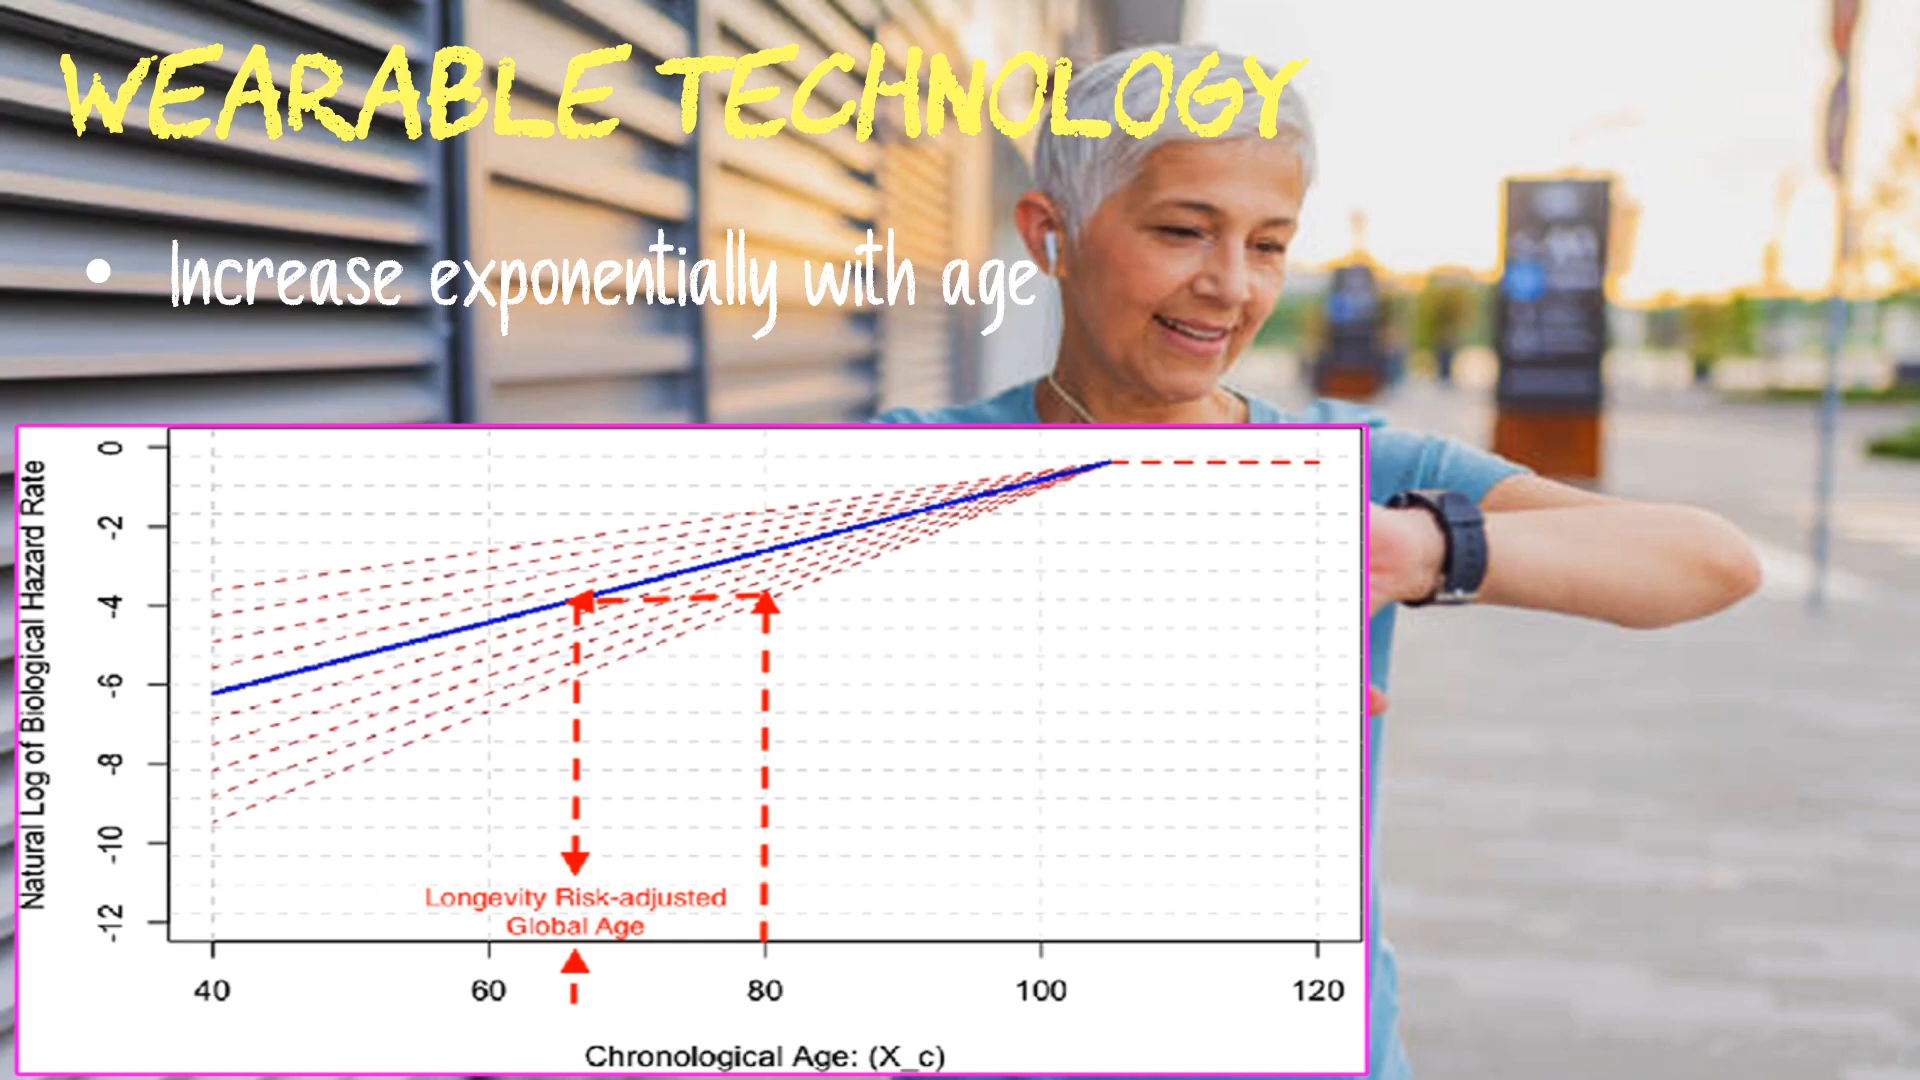 WEARABLE TECHNOLOGY
• Increase exponentially with age
Natural Log of Biological Hazard Rate
0
-2
-4
-6
-8
-10
-12
Longevity Risk-adjusted
Global Age
40 60 80 100 120
Chronological Age: (X_c)